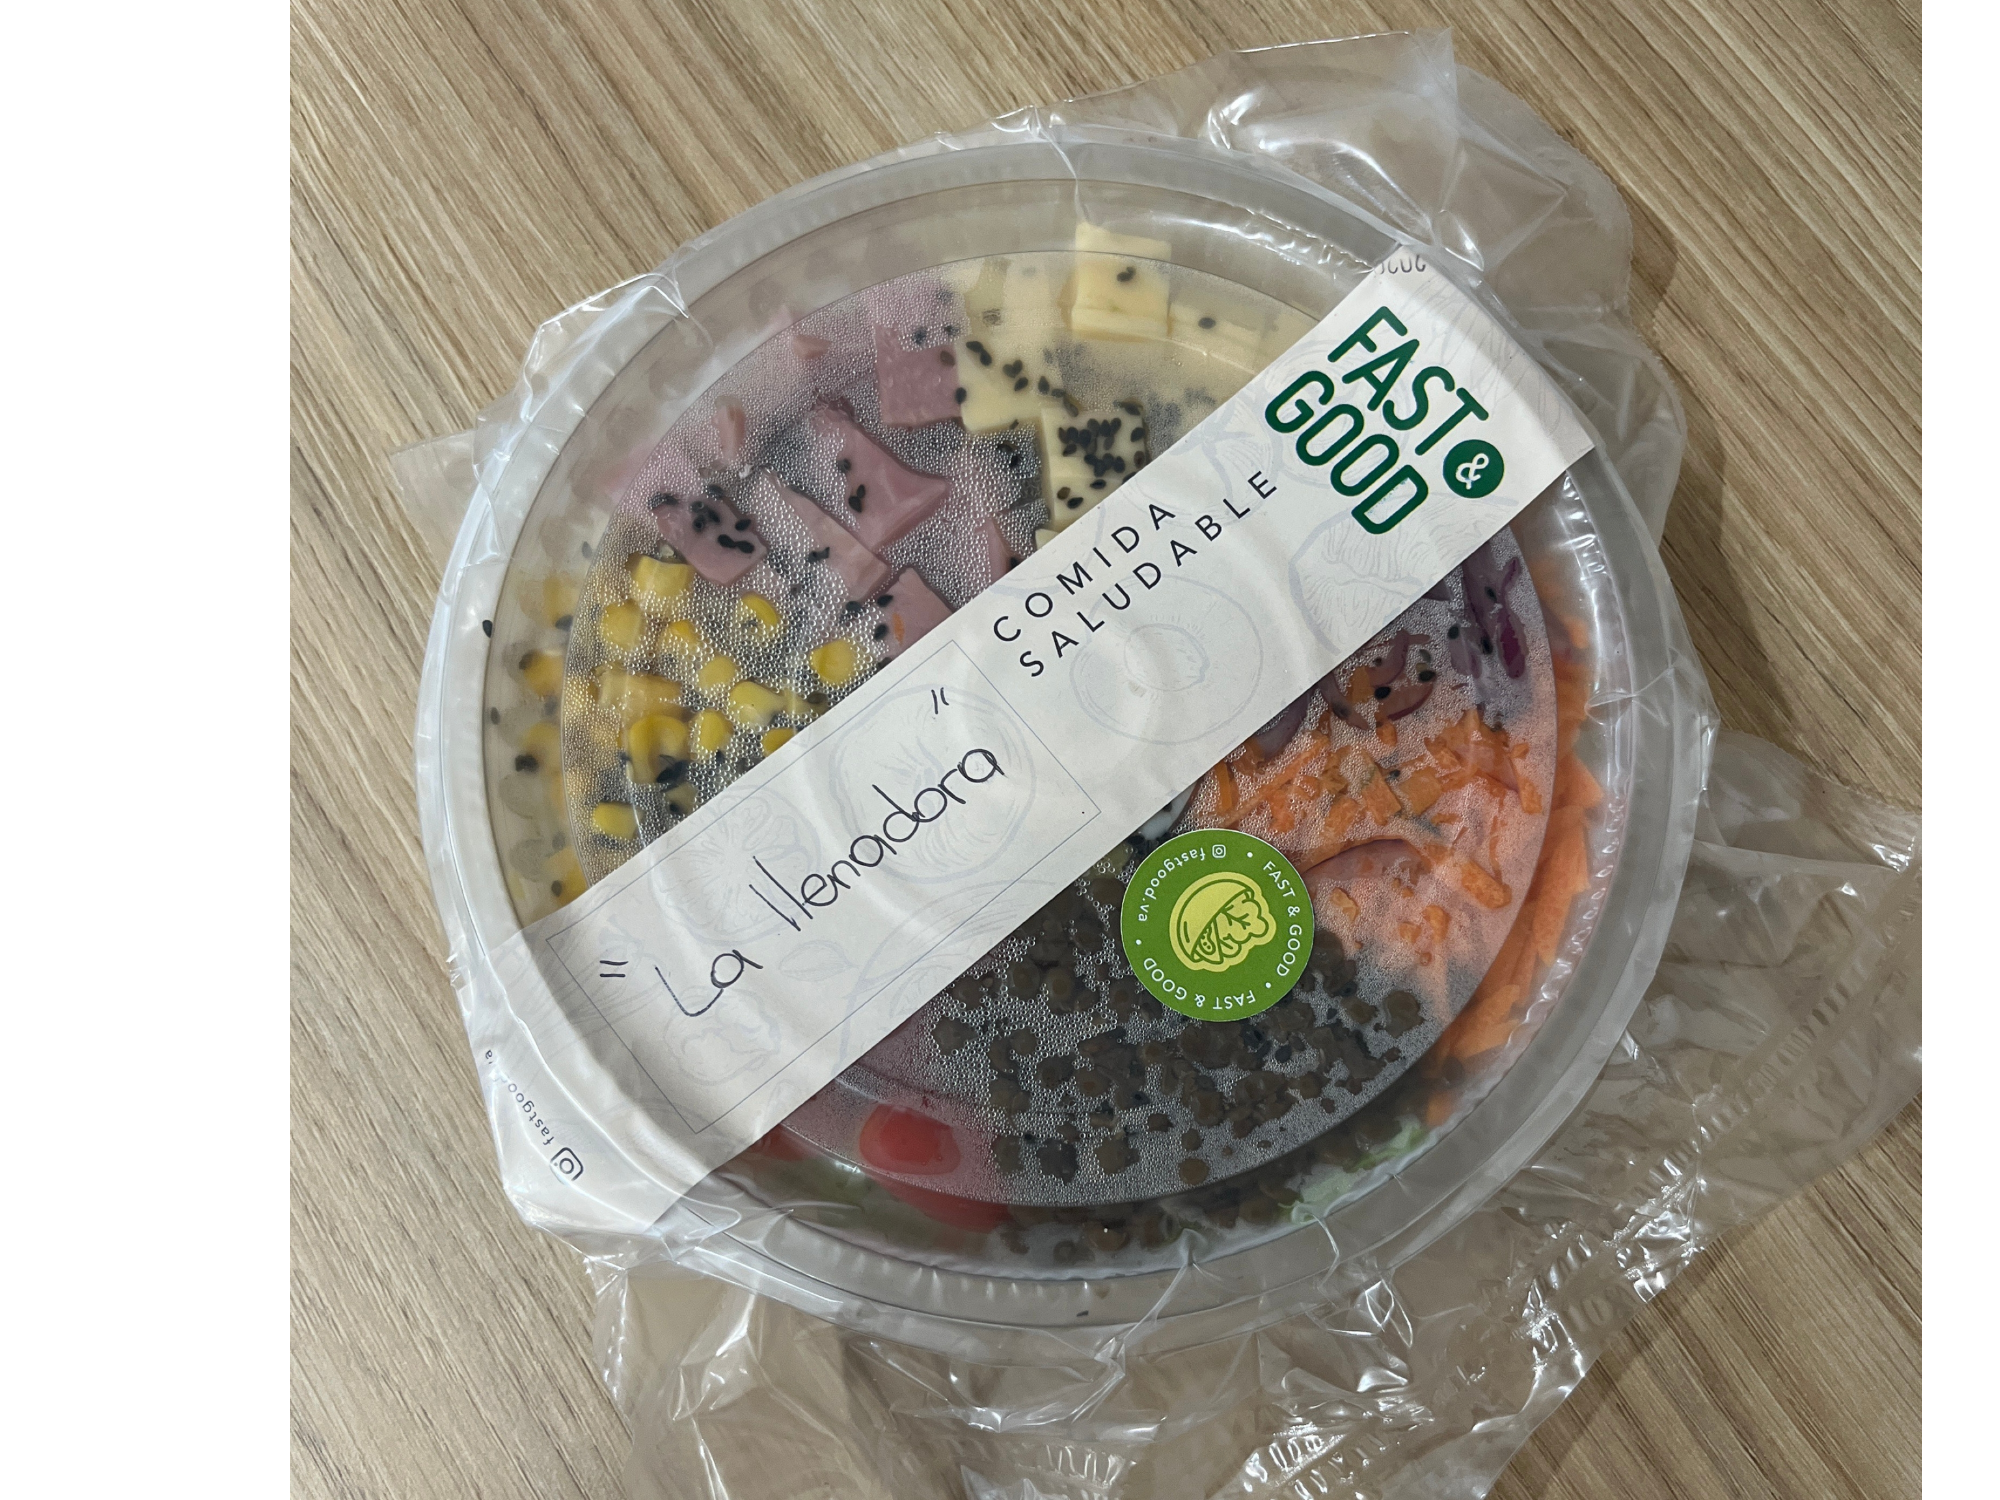 FAST &
GOOD
COMIDA
SALUDABLE
"La llenadora"
FAST & GOOD • FAST & GOOD •
fastgood.va
fastgood.va